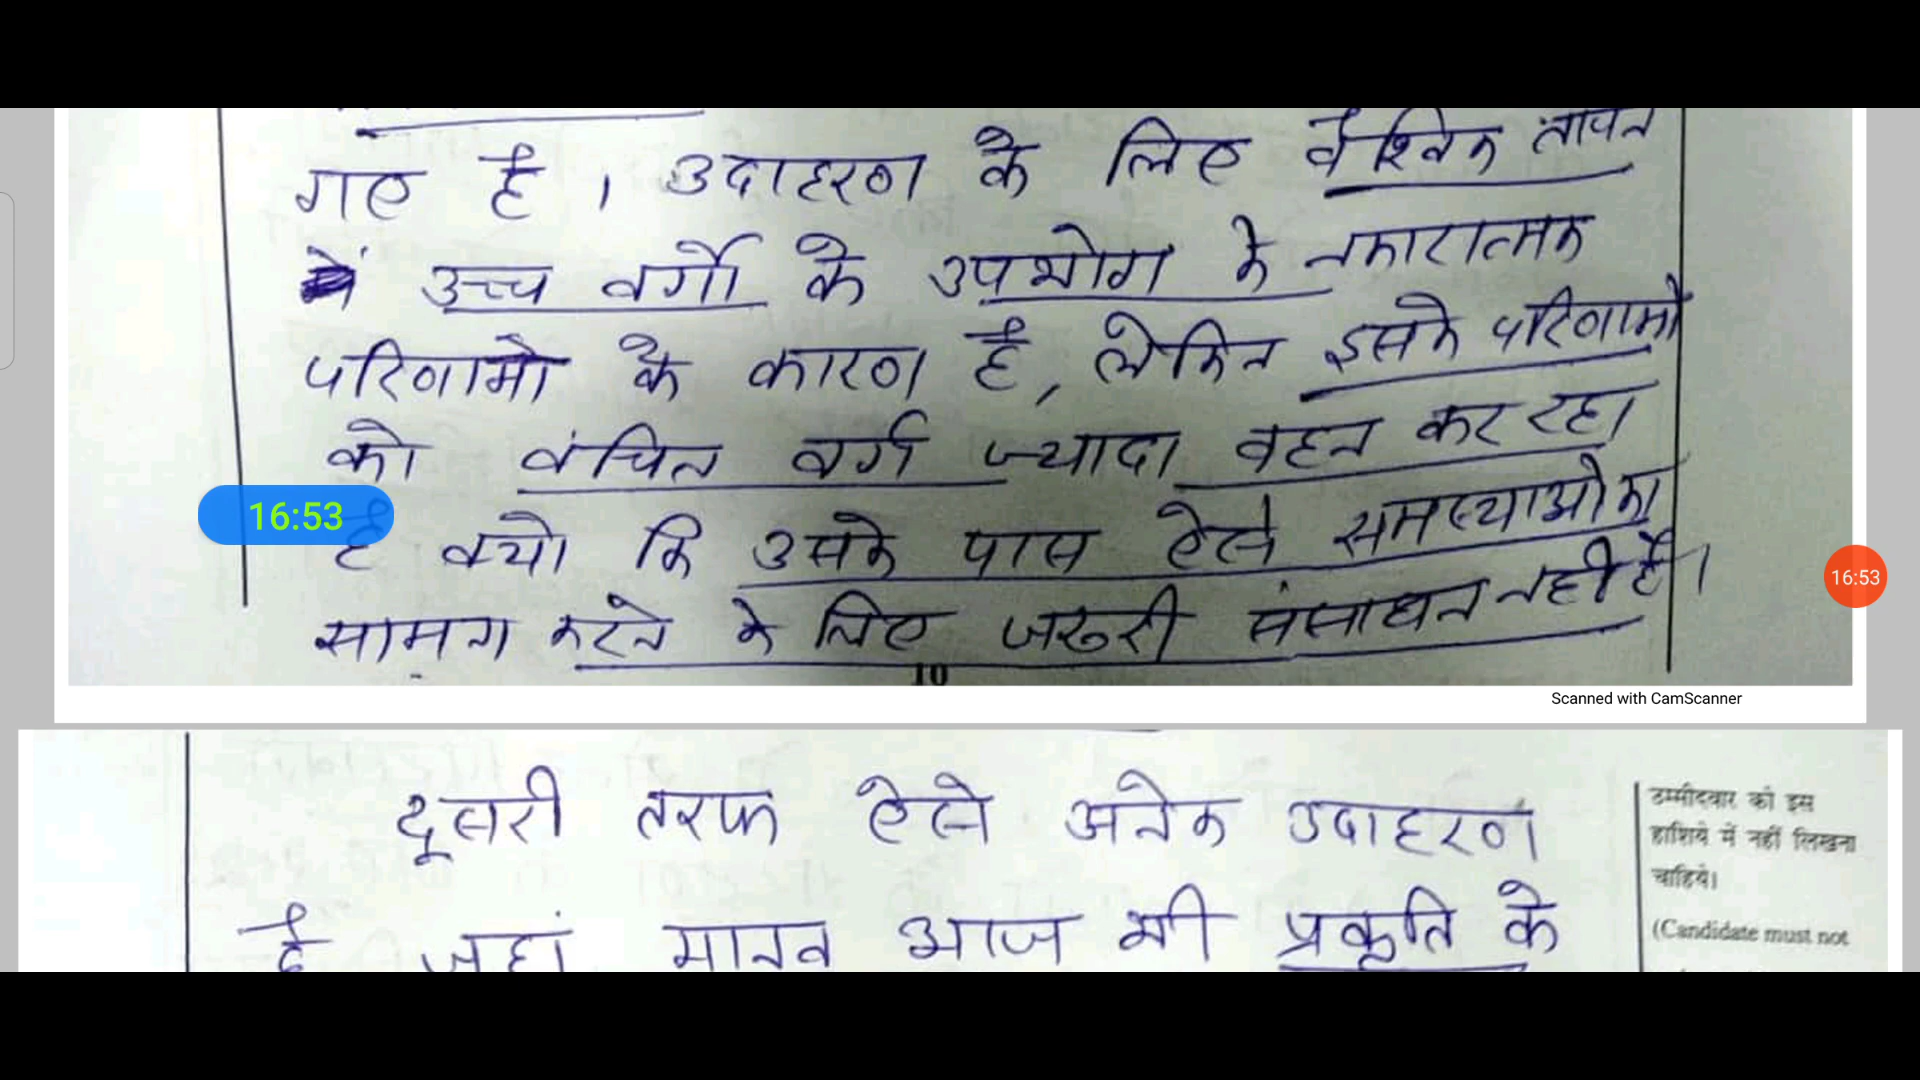 गए है। उदाहरण के लिए वैश्विक तापन
में उच्च वर्गो के उपभोग के नकारात्मक
परिणामो के कारण है, लेकिन इसके परिणामो
को वंचित वर्ग ज्यादा वहन कर रहा
16:53
है क्यो कि उसके पास ऐसे समस्याओ का
16:53
सामना करने के लिए जरूरी संसाधन नही है।
10
Scanned with CamScanner
दूसरी तरफ ऐसे अनेक उदाहरण
है जहां मानव आज भी प्रकृति के
उम्मीदवार को इस
हाशिये में नहीं लिखना
चाहिये।
(Candidate must not